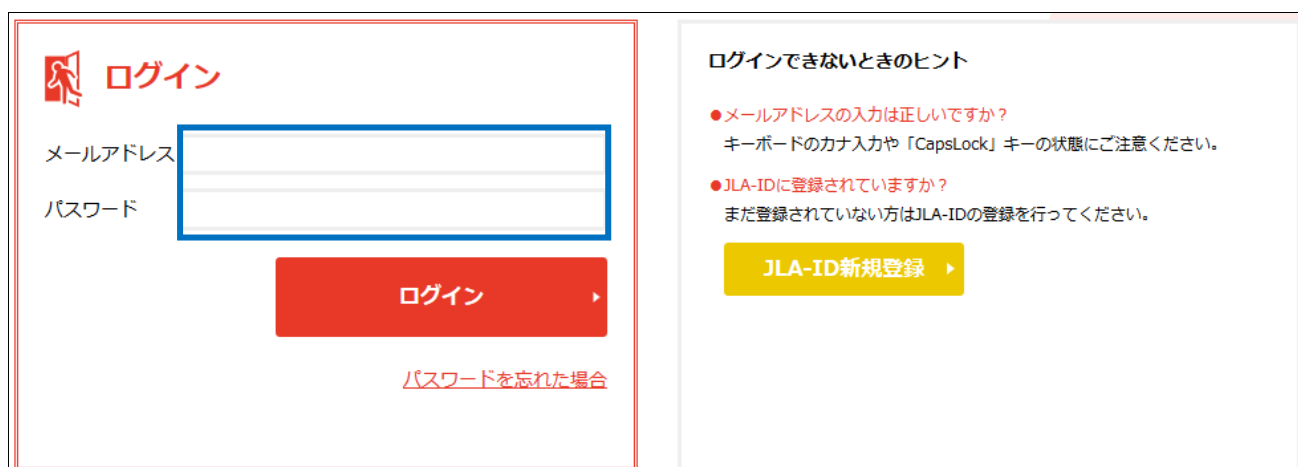 ログイン
メールアドレス
パスワード
ログイン
パスワードを忘れた場合
ログインできないときのヒント
●メールアドレスの入力は正しいですか？
キーボードのカナ入力や「CapsLock」キーの状態にご注意ください。
●JLA-IDに登録されていますか？
まだ登録されていない方はJLA-IDの登録を行ってください。
JLA-ID新規登録